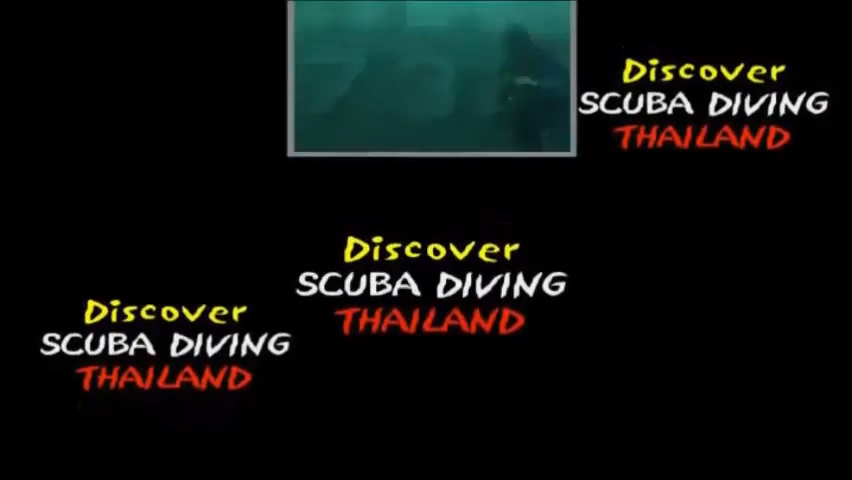 Discover
SCUBA DIVING
THAILAND
Discover
SCUBA DIVING
THAILAND
Discover
SCUBA DIVING
THAILAND